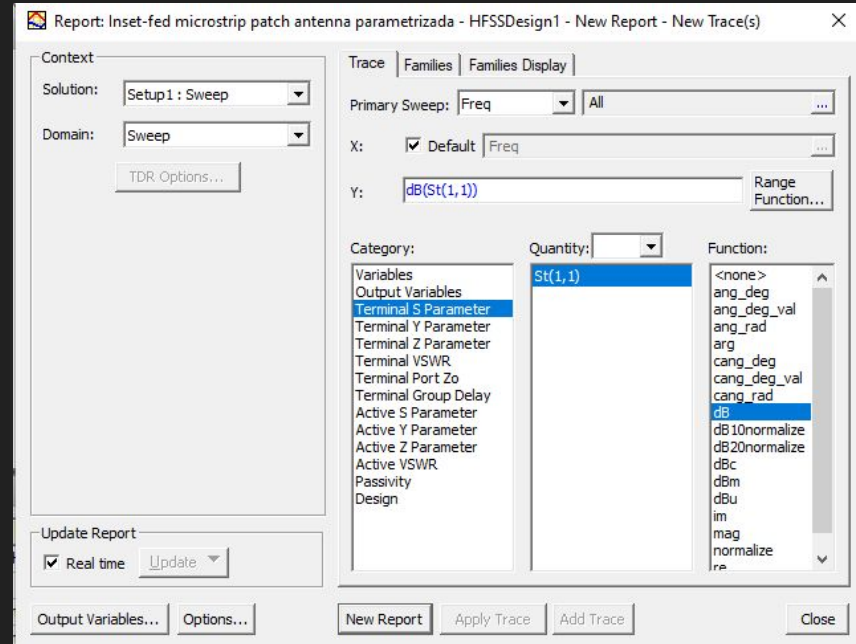 Report: Inset-fed microstrip patch antenna parametrizada - HFSSDesign1 - New Report - New Trace(s)
Context
Solution: Setup1 : Sweep
Domain: Sweep
TDR Options...
Update Report
Real time Update
Output Variables... Options...
Trace Families Families Display
Primary Sweep: Freq All ...
X: Default Freq ...
Y: dB(St(1,1)) Range Function...
Category:
Variables
Output Variables
Terminal S Parameter
Terminal Y Parameter
Terminal Z Parameter
Terminal VSWR
Terminal Port Zo
Terminal Group Delay
Active S Parameter
Active Y Parameter
Active Z Parameter
Active VSWR
Passivity
Design
Quantity:
St(1,1)
Function:
<none>
ang_deg
ang_deg_val
ang_rad
arg
cang_deg
cang_deg_val
cang_rad
dB
dB10normalize
dB20normalize
dBc
dBm
dBu
im
mag
normalize
re
New Report Apply Trace Add Trace Close